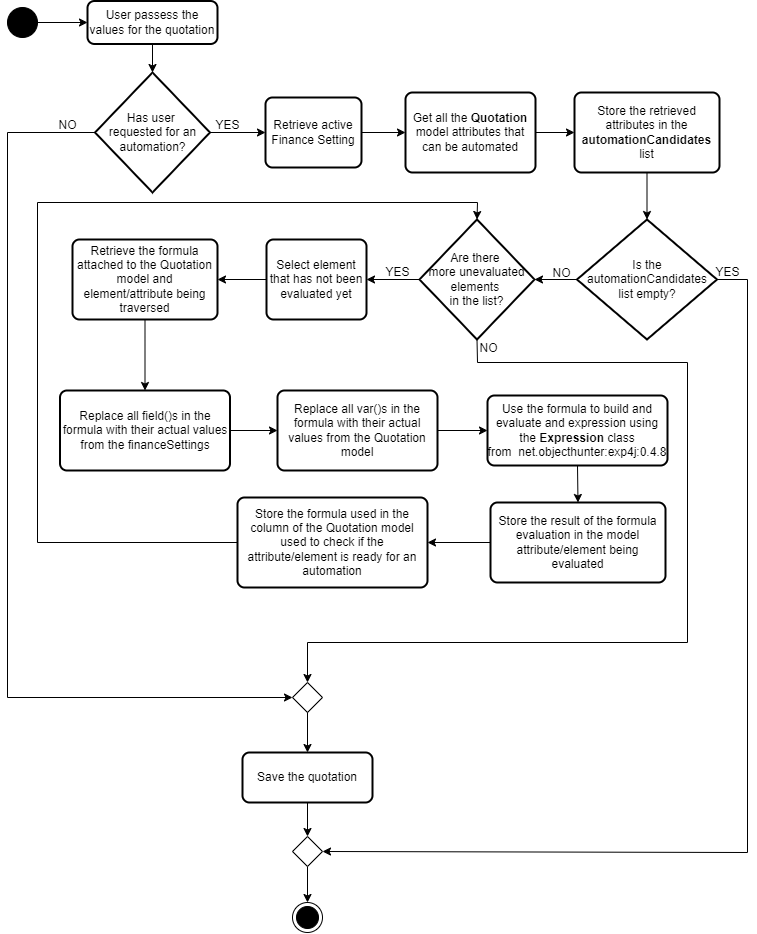 User passess the
values for the quotation
Has user
requested for an
automation?
NO
YES
Retrieve active
Finance Setting
Get all the Quotation
model attributes that
can be automated
Store the retrieved
attributes in the
automationCandidates
list
Is the
automationCandidates
list empty?
YES
NO
Are there
more unevaluated
elements
in the list?
YES
NO
Select element
that has not been
evaluated yet
Retrieve the formula
attached to the Quotation
model and
element/attribute being
traversed
Replace all field()s in the
formula with their actual values
from the financeSettings
Replace all var()s in the
formula with their actual
values from the Quotation
model
Use the formula to build and
evaluate and expression using
the Expression class
from net.objecthunter:exp4j:0.4.8
Store the result of the formula
evaluation in the model
attribute/element being
evaluated
Store the formula used in the
column of the Quotation model
used to check if the
attribute/element is ready for an
automation
Save the quotation